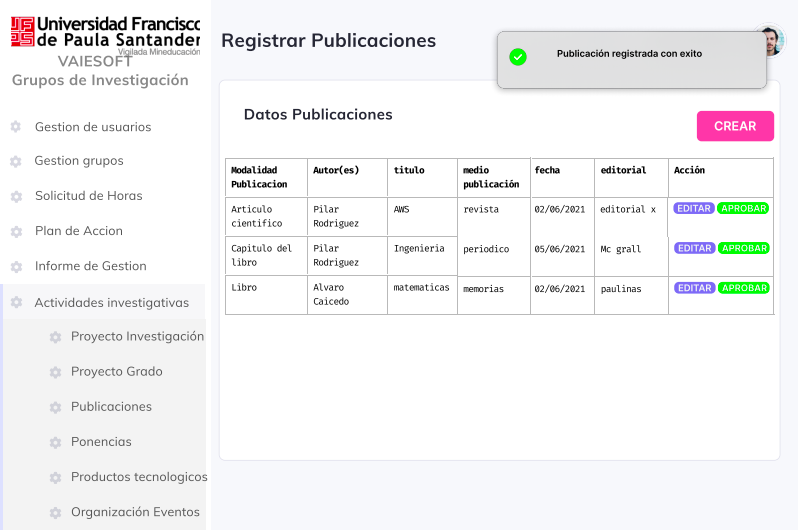 Universidad Francisco
de Paula Santander
Vigilada Mineducación
VAIESOFT
Grupos de Investigación
Gestion de usuarios
Gestion grupos
Solicitud de Horas
Plan de Accion
Informe de Gestion
Actividades investigativas
Proyecto Investigación
Proyecto Grado
Publicaciones
Ponencias
Productos tecnologicos
Organización Eventos
Registrar Publicaciones
Publicación registrada con exito
Datos Publicaciones
CREAR
Modalidad Publicacion Autor(es) titulo medio publicación fecha editorial Acción
Articulo cientifico Pilar Rodriguez AWS revista 02/06/2021 editorial x EDITAR APROBAR
Capitulo del libro Pilar Rodriguez Ingenieria periodico 05/06/2021 Mc grall EDITAR APROBAR
Libro Alvaro Caicedo matematicas memorias 02/06/2021 paulinas EDITAR APROBAR